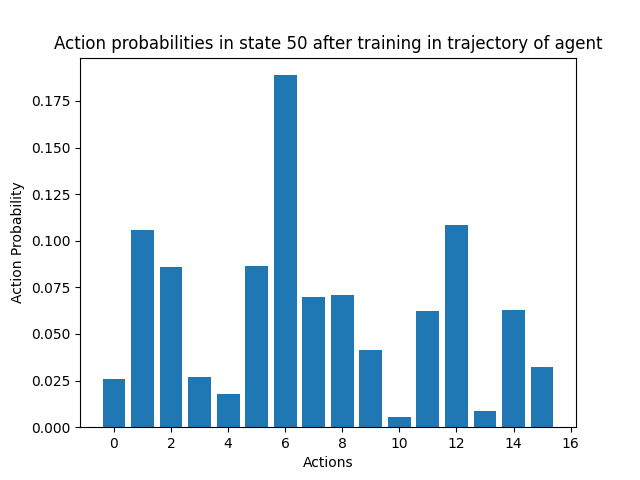 Action probabilities in state 50 after training in trajectory of agent
0.175
0.150
0.125
0.100
0.075
0.050
0.025
0.000
Action Probability
0 2 4 6 8 10 12 14 16
Actions